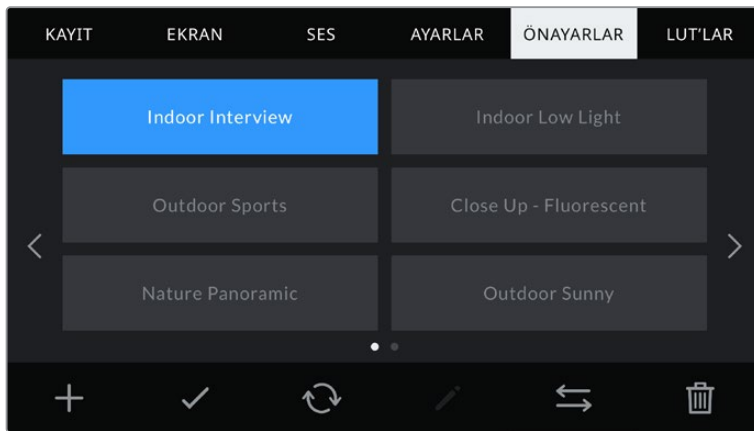 KAYIT EKRAN SES AYARLAR ÖNAYARLAR LUT'LAR
Indoor Interview Indoor Low Light
Outdoor Sports Close Up - Fluorescent
Nature Panoramic Outdoor Sunny